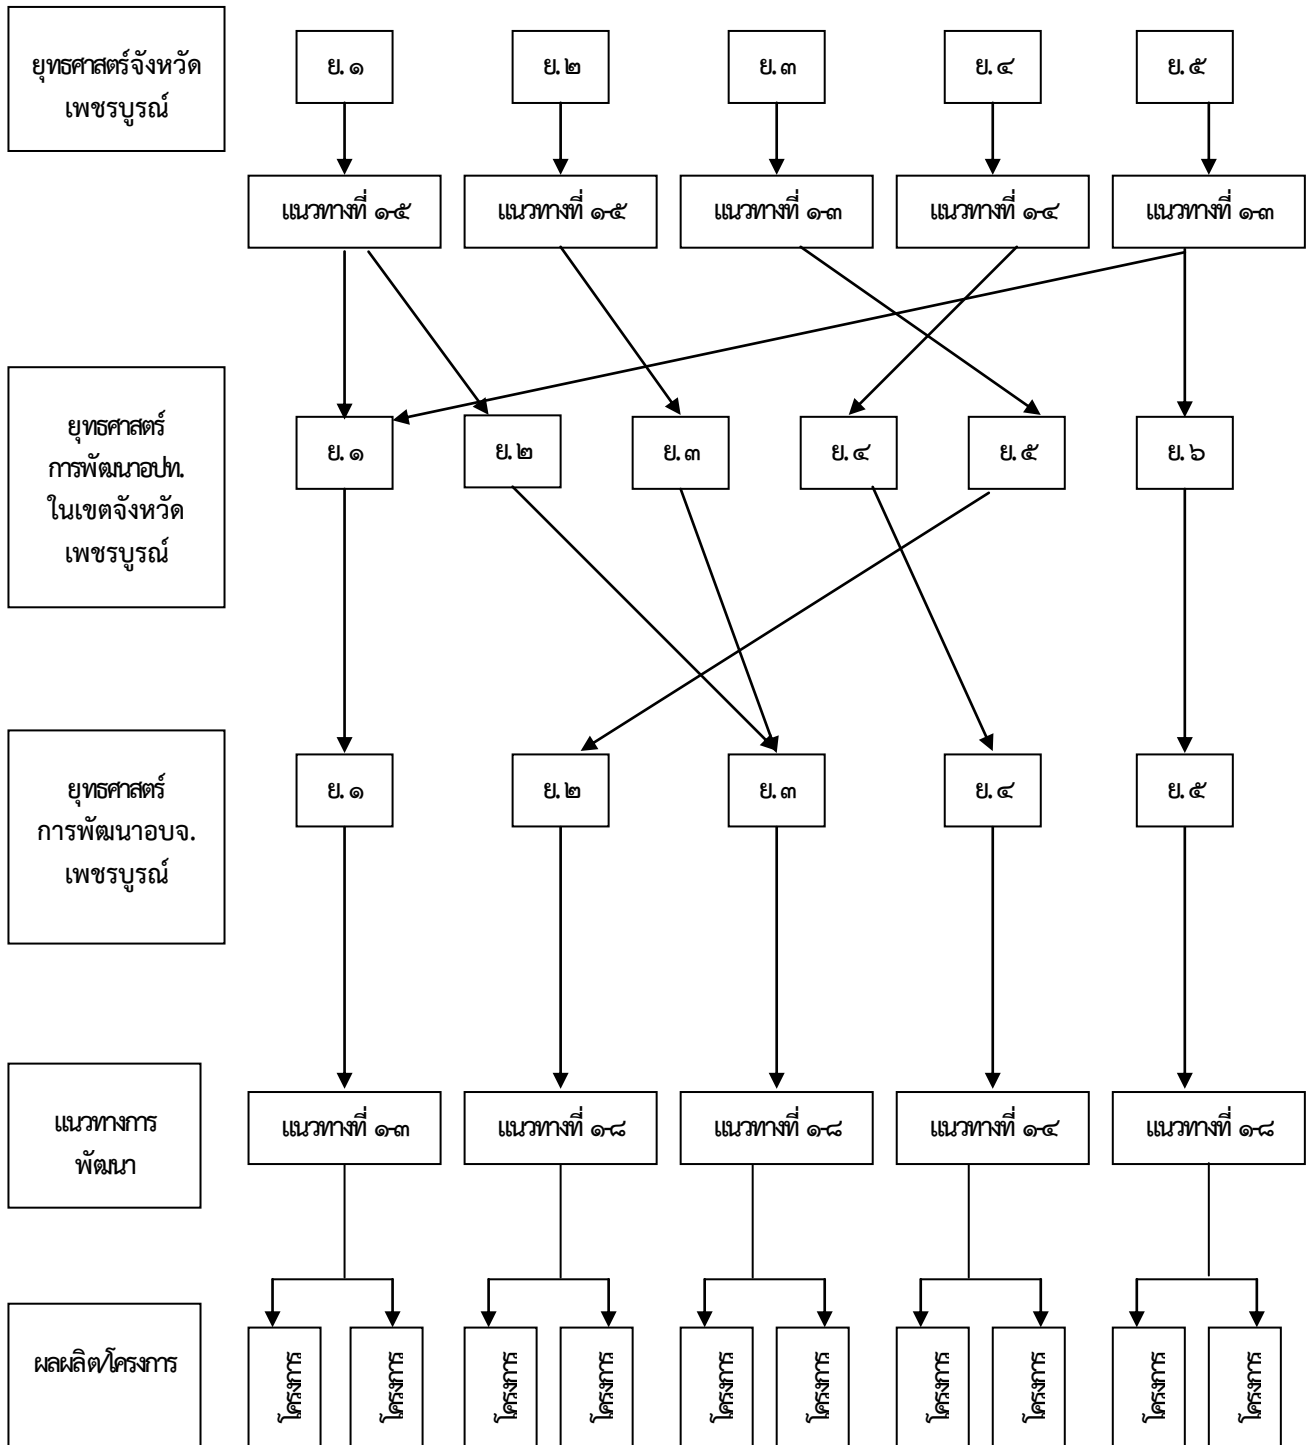 ยุทธศาสตร์จังหวัด
เพชรบูรณ์
ย.๑
ย.๒
ย.๓
ย.๔
ย.๕
แนวทางที่ ๑-๕
แนวทางที่ ๑-๕
แนวทางที่ ๑-๓
แนวทางที่ ๑-๔
แนวทางที่ ๑-๓
ยุทธศาสตร์
การพัฒนาอปท.
ในเขตจังหวัด
เพชรบูรณ์
ย.๑
ย.๒
ย.๓
ย.๔
ย.๕
ย.๖
ยุทธศาสตร์
การพัฒนาอบจ.
เพชรบูรณ์
ย.๑
ย.๒
ย.๓
ย.๔
ย.๕
แนวทางการ
พัฒนา
แนวทางที่ ๑-๓
แนวทางที่ ๑-๘
แนวทางที่ ๑-๘
แนวทางที่ ๑-๔
แนวทางที่ ๑-๘
ผลผลิต/โครงการ
โครงการ
โครงการ
โครงการ
โครงการ
โครงการ
โครงการ
โครงการ
โครงการ
โครงการ
โครงการ